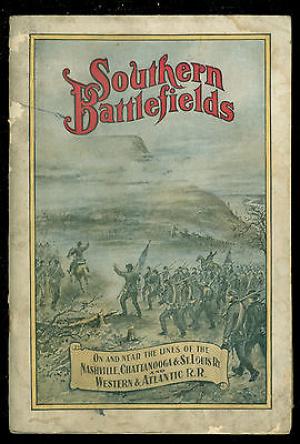 Southern
Battlefields
ON AND NEAR THE LINES OF THE
NASHVILLE, CHATTANOOGA & ST. LOUIS RY.
AND
WESTERN & ATLANTIC R.R.